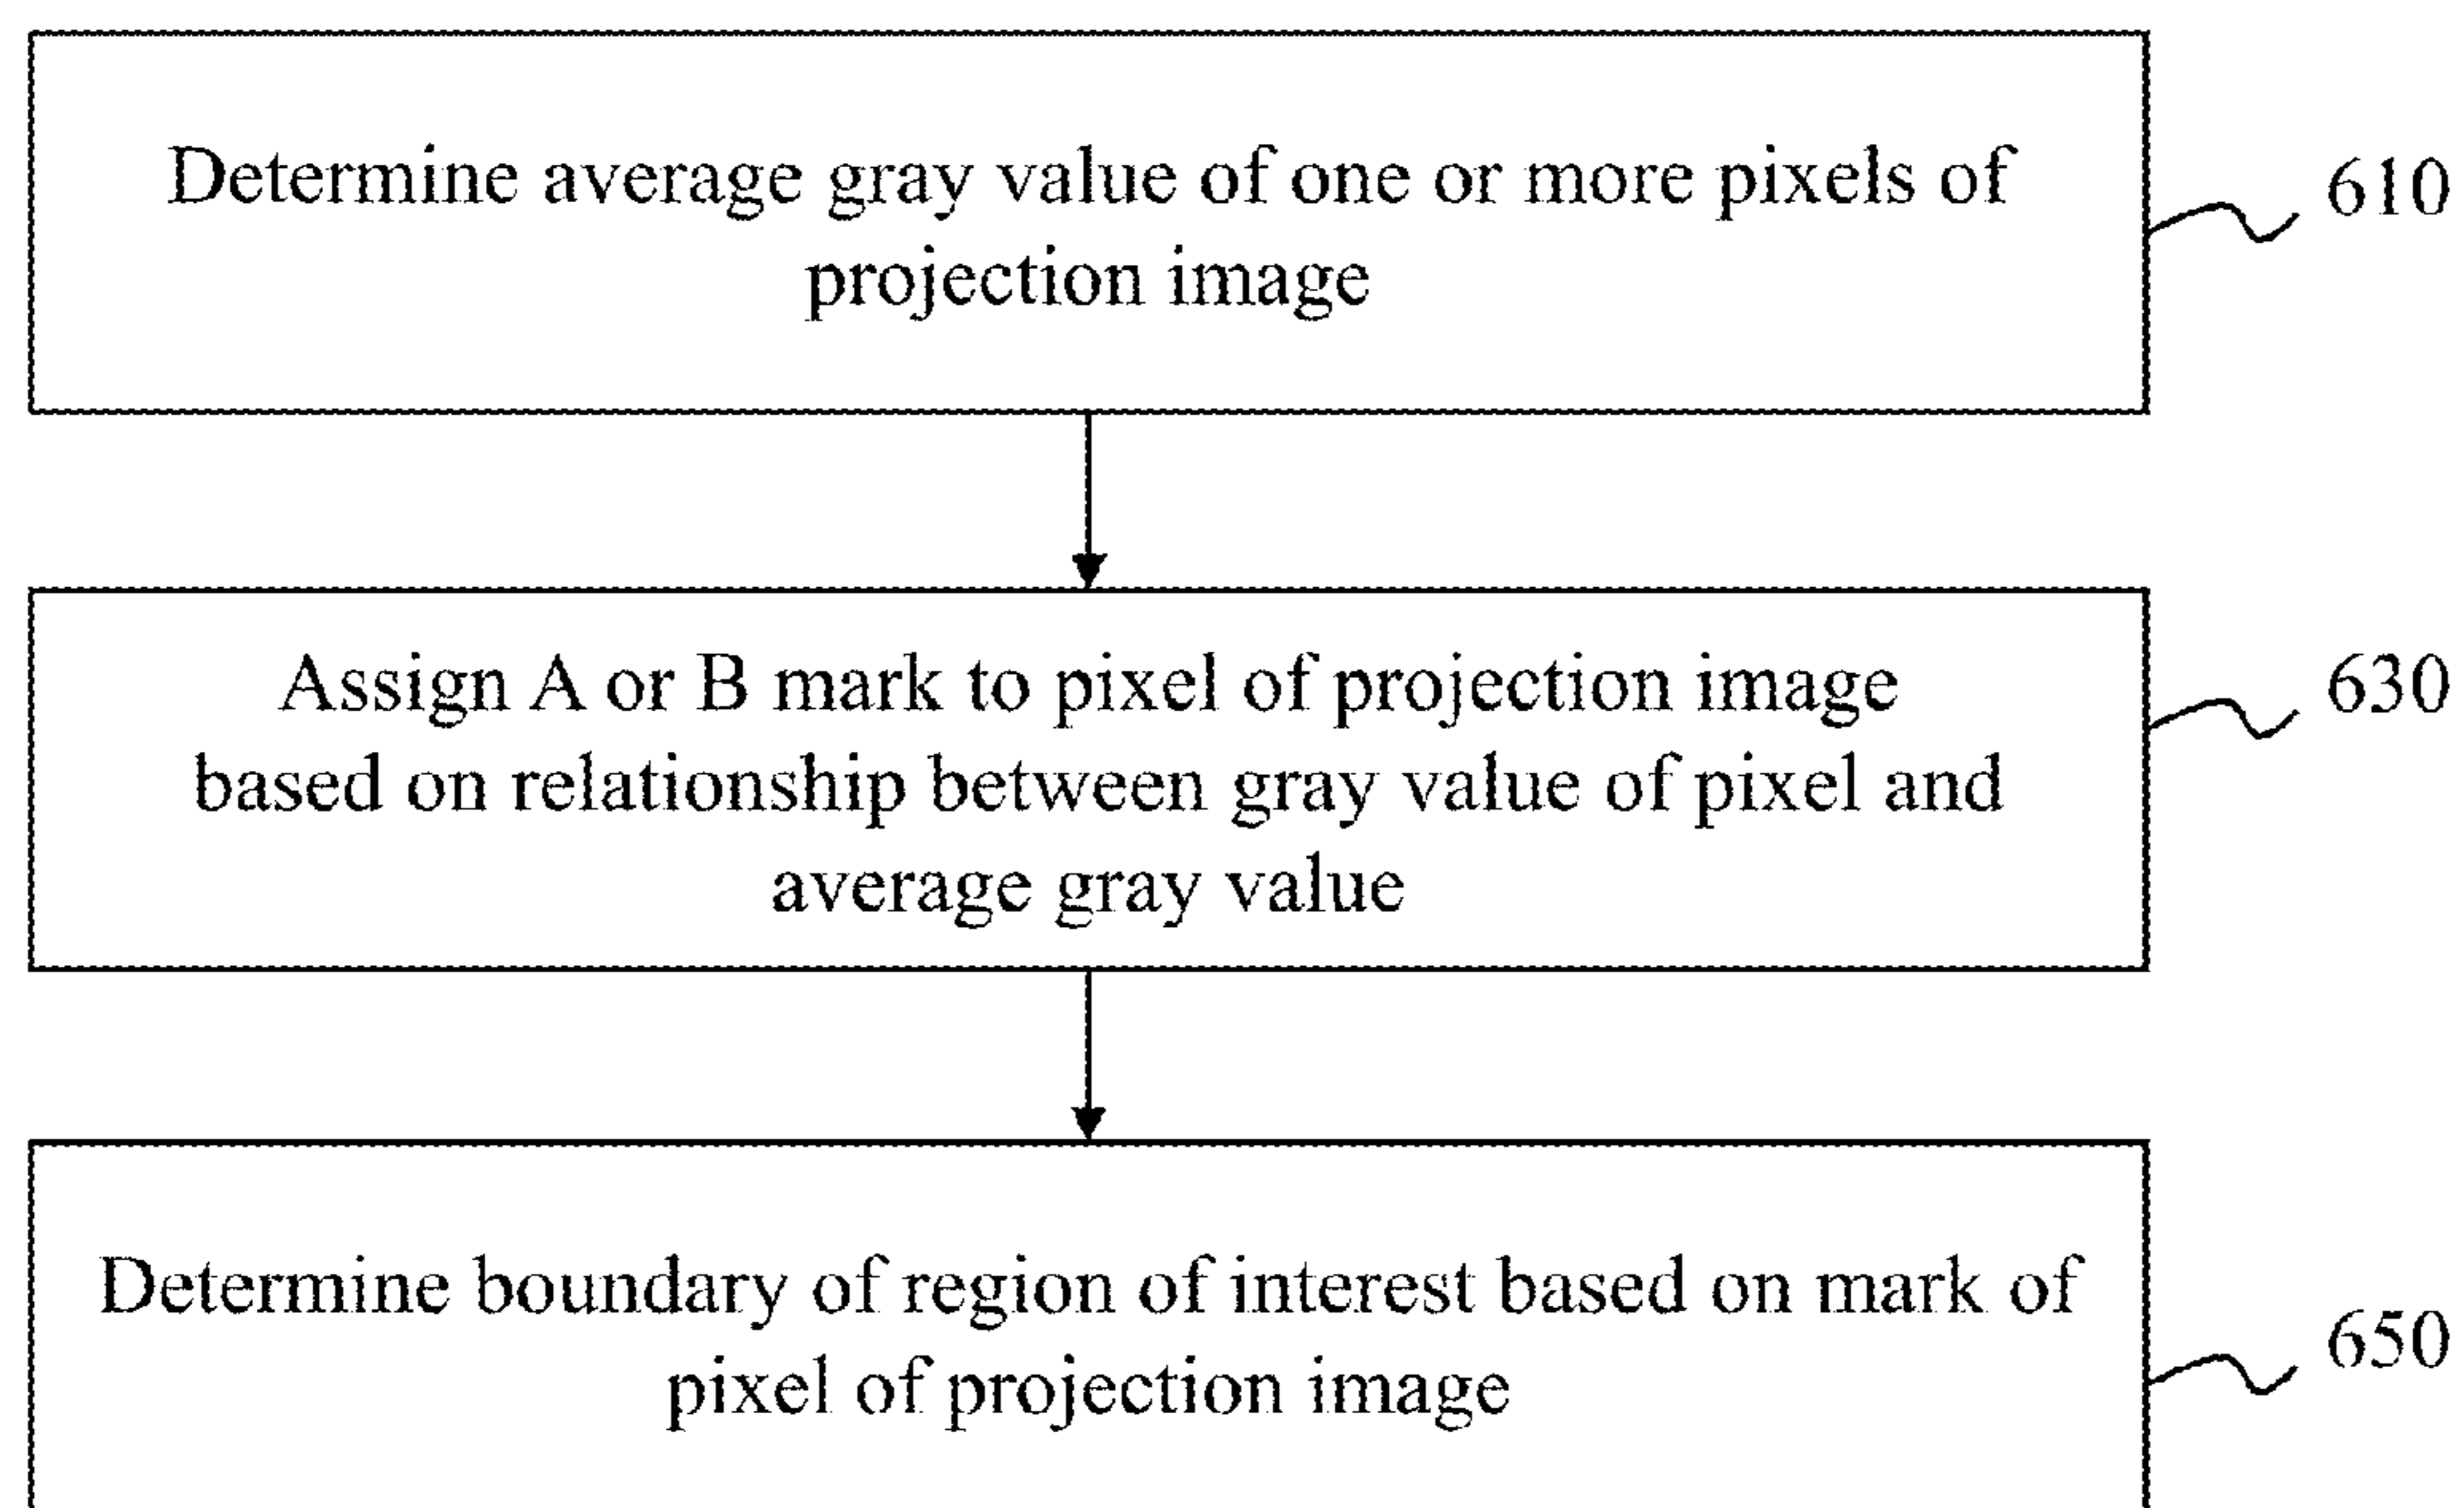 Determine average gray value of one or more pixels of
projection image
610
Assign A or B mark to pixel of projection image
based on relationship between gray value of pixel and
average gray value
630
Determine boundary of region of interest based on mark of
pixel of projection image
650